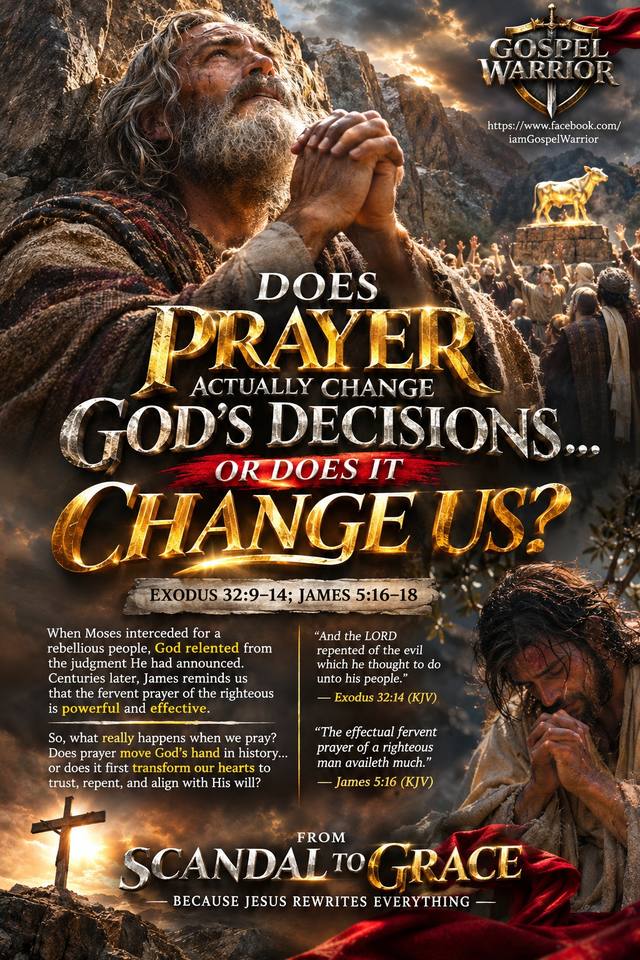 GOSPEL
WARRIOR
https://www.facebook.com/
iamGospelWarrior
DOES
PRAYER
ACTUALLY CHANGE
GOD'S DECISIONS...
OR DOES IT
CHANGE US?
EXODUS 32:9–14; JAMES 5:16–18
When Moses interceded for a
rebellious people, God relented from
the judgment He had announced.
Centuries later, James reminds us
that the fervent prayer of the righteous
is powerful and effective.
So, what really happens when we pray?
Does prayer move God's hand in history...
or does it first transform our hearts to
trust, repent, and align with His will?
"And the LORD
repented of the evil
which he thought to do
unto his people."
— Exodus 32:14 (KJV)
"The effectual fervent
prayer of a righteous
man availeth much."
— James 5:16 (KJV)
FROM
SCANDAL TO GRACE
— BECAUSE JESUS REWRITES EVERYTHING —